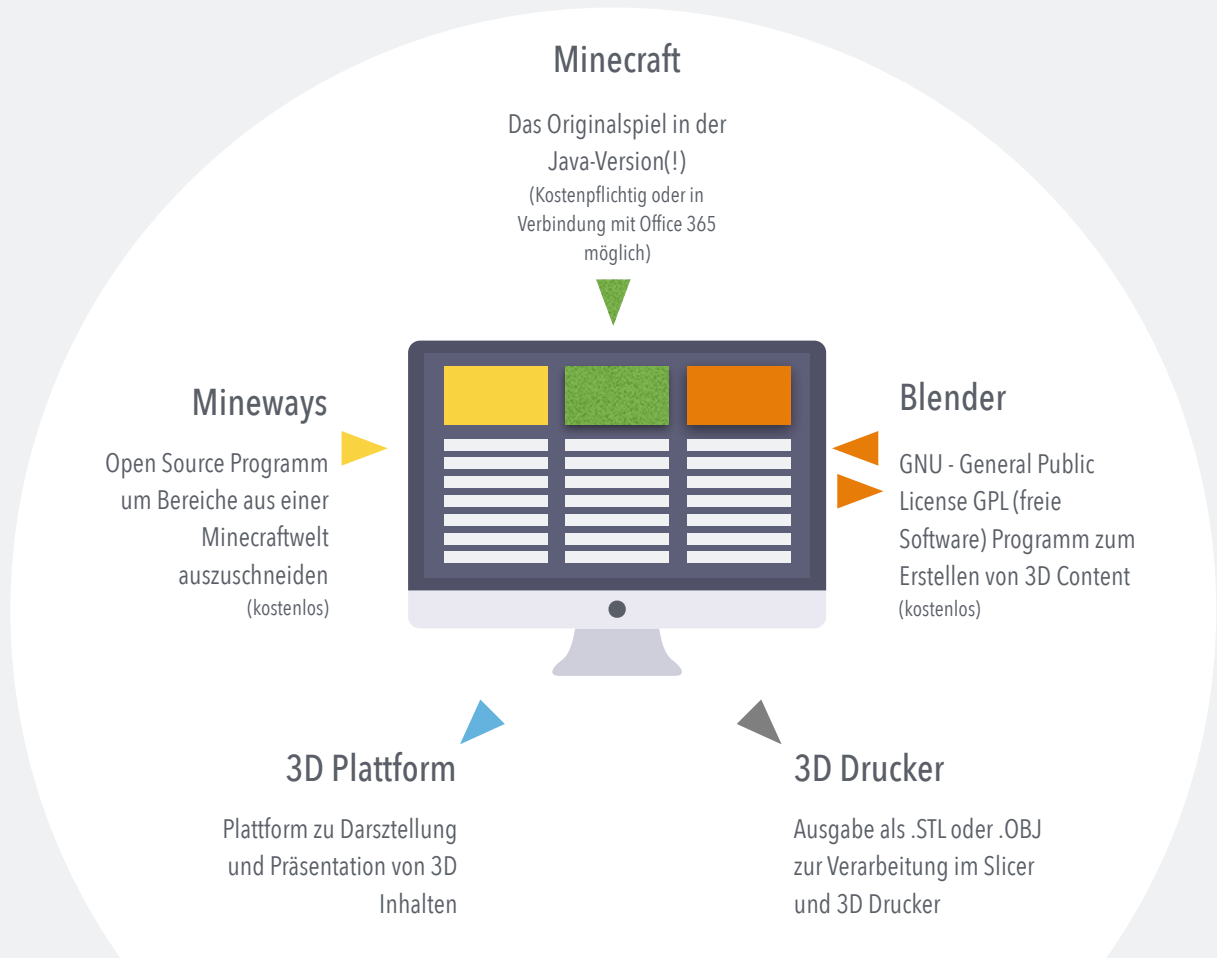 Minecraft
Das Originalspiel in der
Java-Version(!)
(Kostenpflichtig oder in
Verbindung mit Office 365
möglich)
Mineways
Open Source Programm
um Bereiche aus einer
Minecraftwelt
auszuschneiden
(kostenlos)
Blender
GNU - General Public
License GPL (freie
Software) Programm zum
Erstellen von 3D Content
(kostenlos)
3D Plattform
Plattform zu Darsztellung
und Präsentation von 3D
Inhalten
3D Drucker
Ausgabe als .STL oder .OBJ
zur Verarbeitung im Slicer
und 3D Drucker